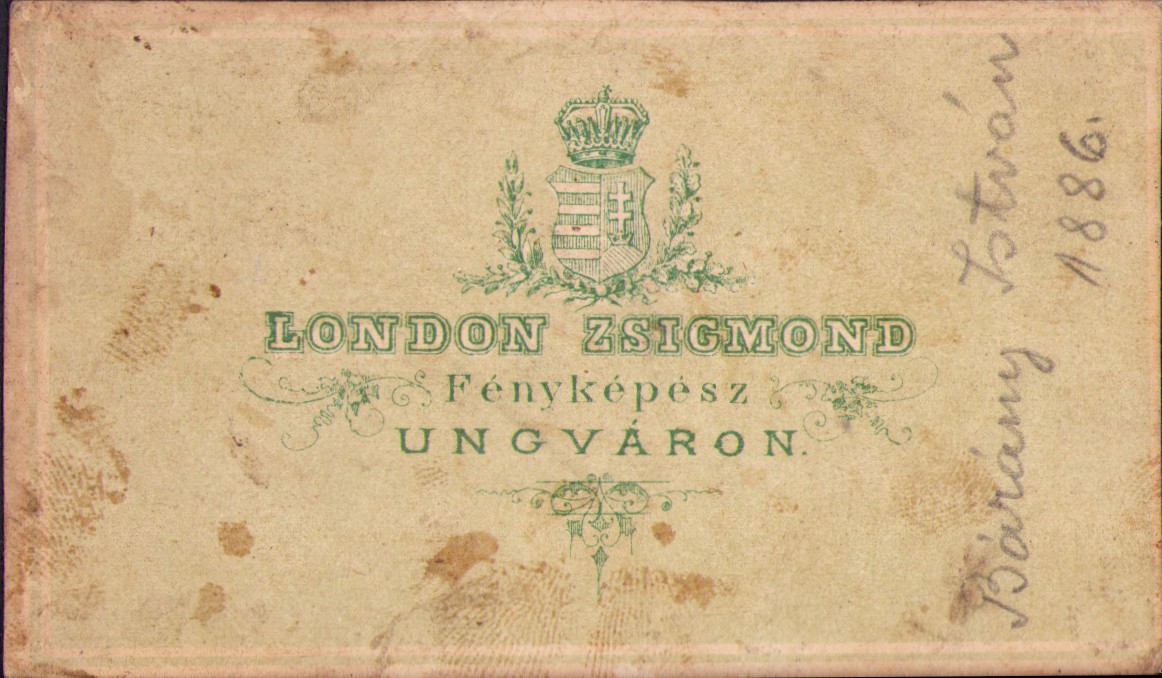 LONDON ZSIGMOND
Fényképész
UNGVÁRON.
Bárány István
1886.